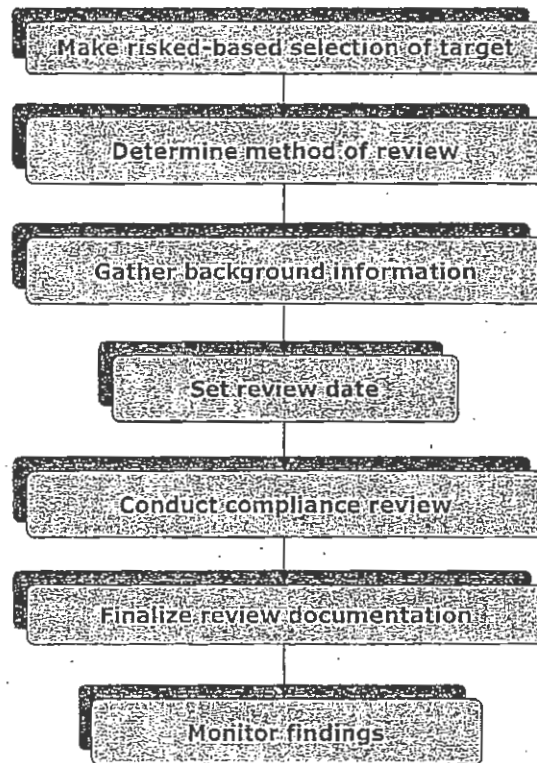 Make risked-based selection of target
Determine method of review
Gather background information
Set review date
Conduct compliance review
Finalize review documentation
Monitor findings